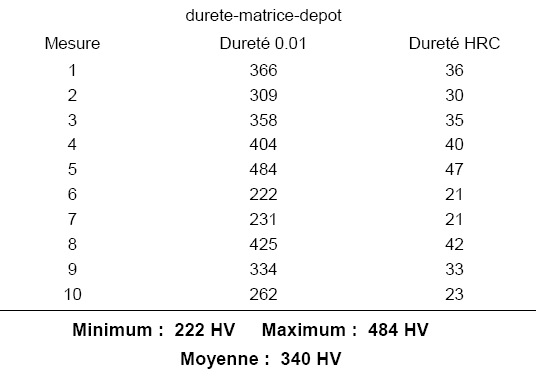 durete-matrice-depot
Mesure Dureté 0.01 Dureté HRC
1 366 36
2 309 30
3 358 35
4 404 40
5 484 47
6 222 21
7 231 21
8 425 42
9 334 33
10 262 23
Minimum : 222 HV Maximum : 484 HV
Moyenne : 340 HV